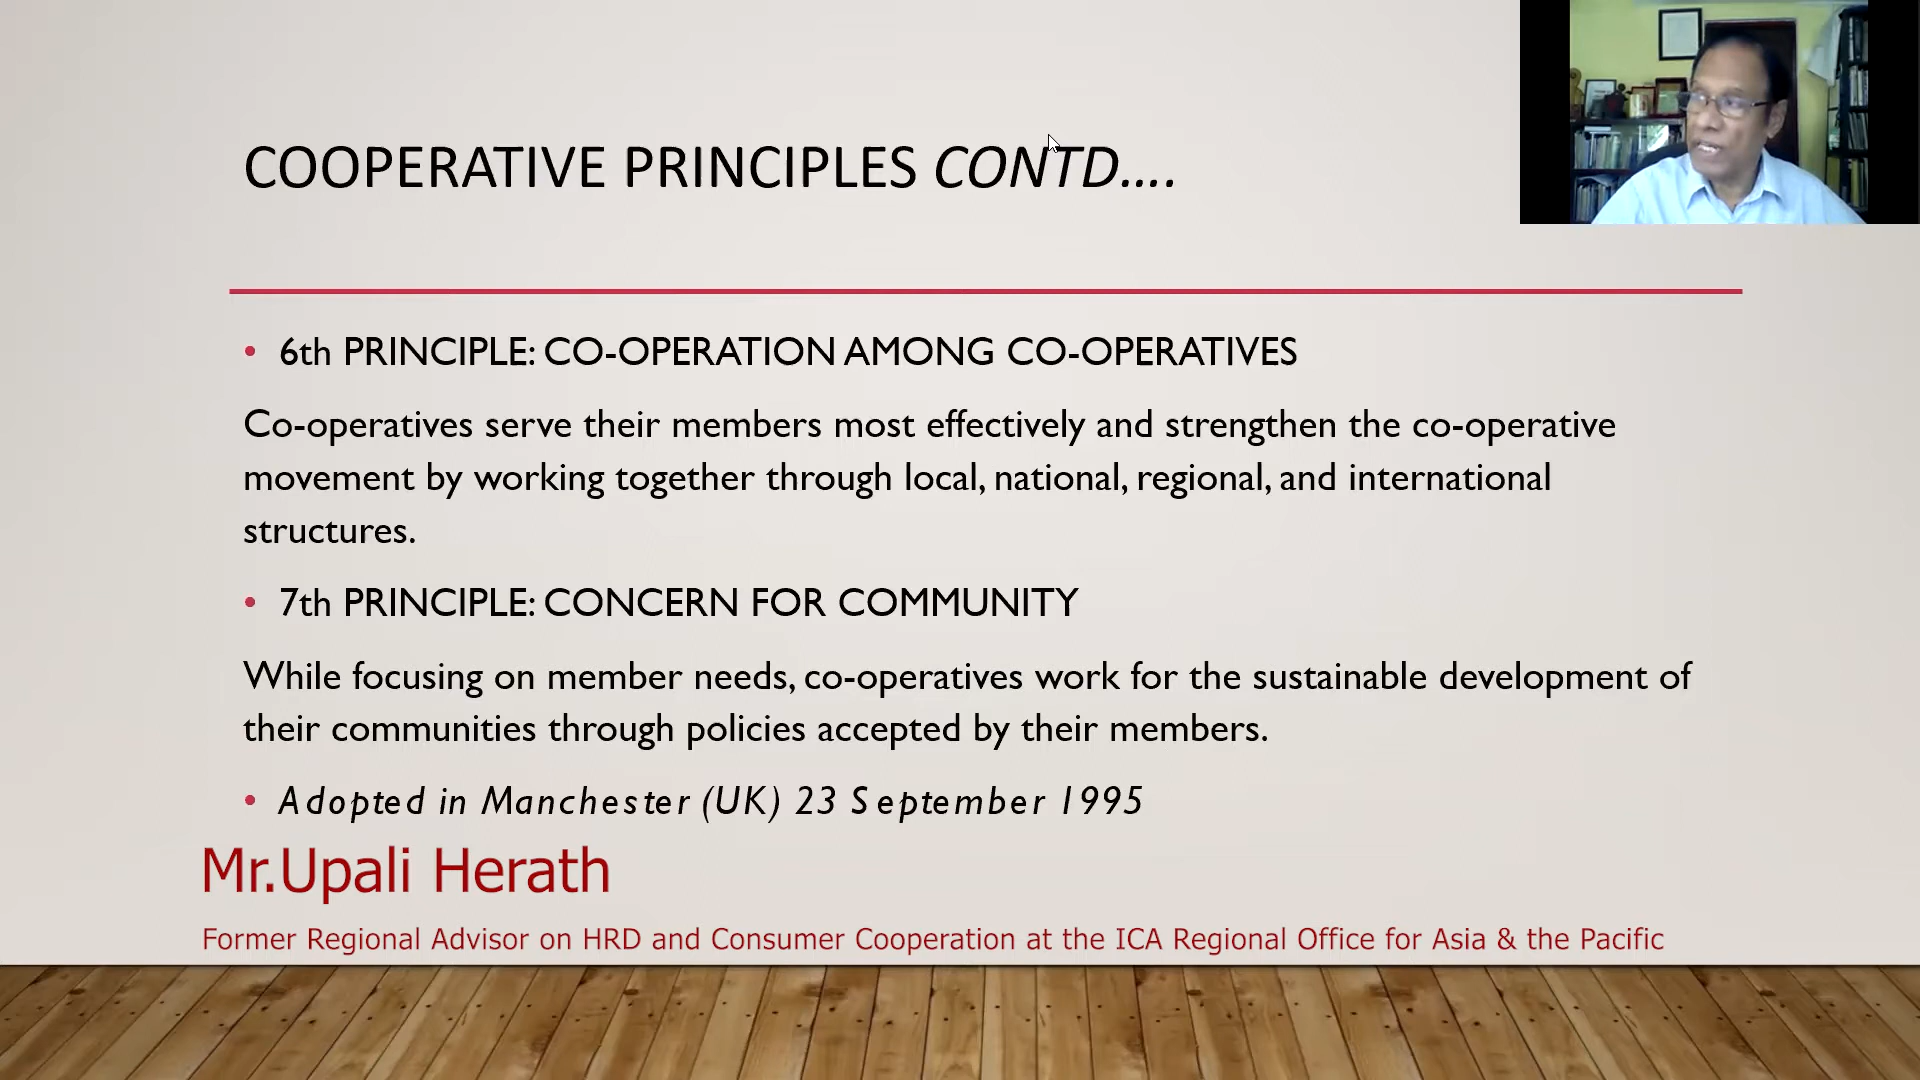 COOPERATIVE PRINCIPLES CONTD....
• 6th PRINCIPLE: CO-OPERATION AMONG CO-OPERATIVES
Co-operatives serve their members most effectively and strengthen the co-operative
movement by working together through local, national, regional, and international
structures.
• 7th PRINCIPLE: CONCERN FOR COMMUNITY
While focusing on member needs, co-operatives work for the sustainable development of
their communities through policies accepted by their members.
• Adopted in Manchester (UK) 23 September 1995
Mr.Upali Herath
Former Regional Advisor on HRD and Consumer Cooperation at the ICA Regional Office for Asia & the Pacific